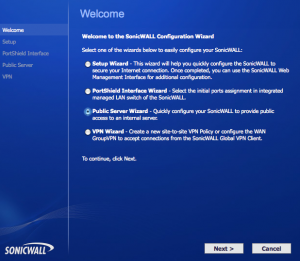 Welcome
Welcome
Setup
PortShield Interface
Public Server
VPN
Welcome to the SonicWALL Configuration Wizard
Select one of the wizards below to easily configure your SonicWALL:
Setup Wizard - This wizard will help you quickly configure the SonicWALL to
secure your Internet connection. Once completed, you can use the SonicWALL Web
Management Interface for additional configuration.
PortShield Interface Wizard - Select the initial ports assignment in integrated
managed LAN switch of the SonicWALL.
Public Server Wizard - Quickly configure your SonicWALL to provide public
access to an internal server.
VPN Wizard - Create a new site-to-site VPN Policy or configure the WAN
GroupVPN to accept connections from the SonicWALL Global VPN Client.
To continue, click Next.
SONICWALL
Next >
Cancel